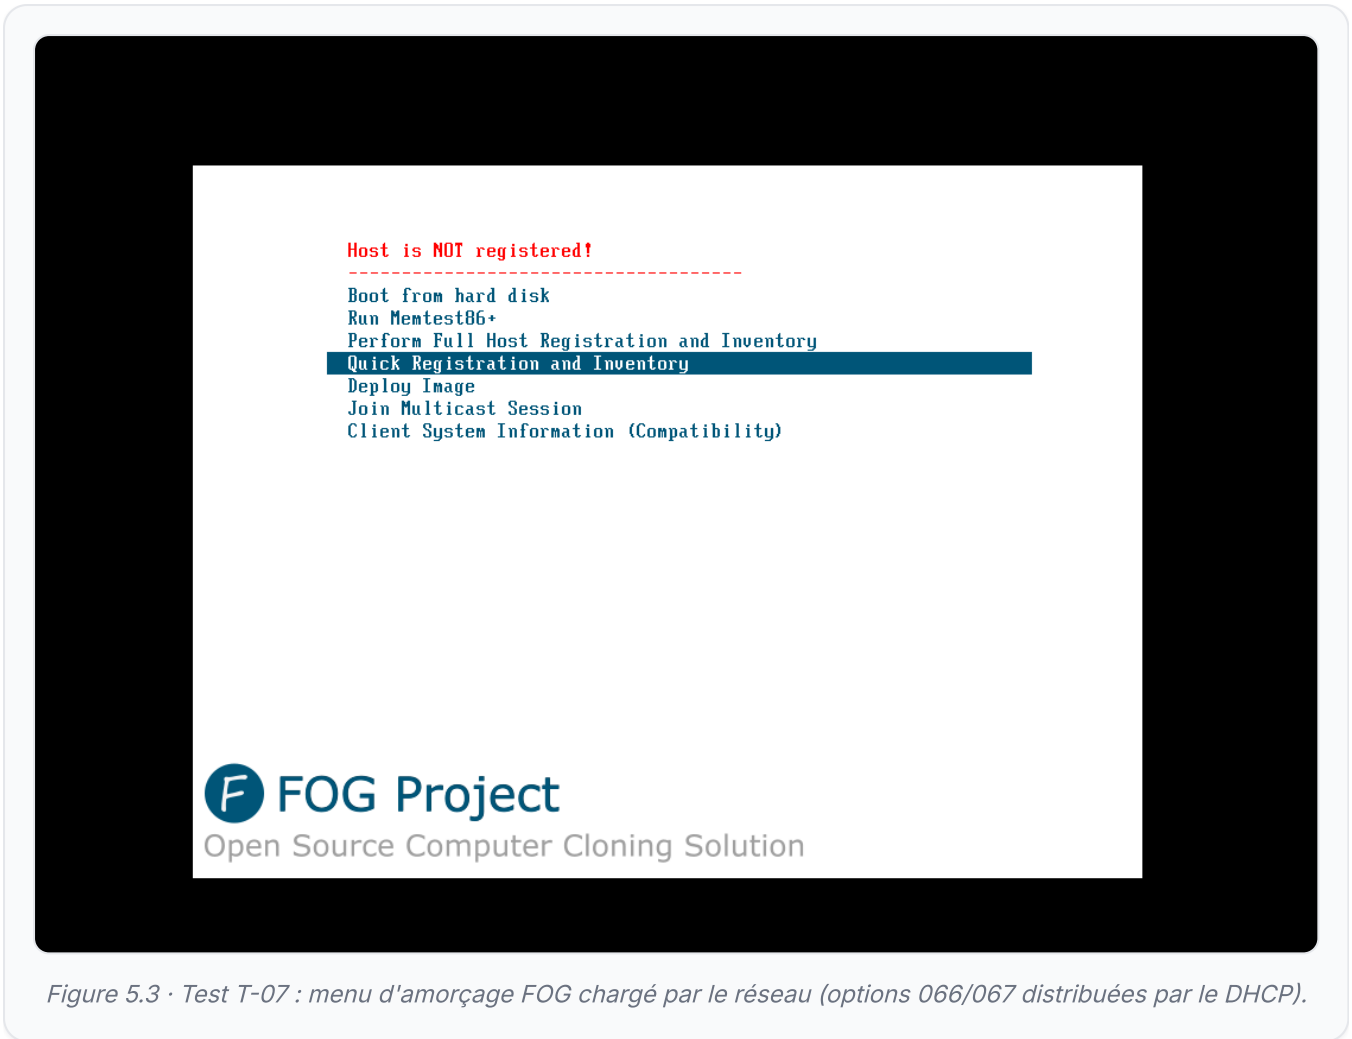 Host is NOT registered!
-------------------------------------
Boot from hard disk
Run Memtest86+
Perform Full Host Registration and Inventory
Quick Registration and Inventory
Deploy Image
Join Multicast Session
Client System Information (Compatibility)
F FOG Project
Open Source Computer Cloning Solution
Figure 5.3 · Test T-07 : menu d'amorçage FOG chargé par le réseau (options 066/067 distribuées par le DHCP).